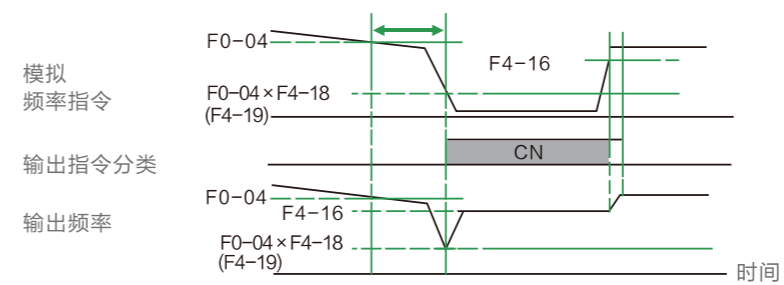 F0-04
模拟
频率指令
F4-16
F0-04×F4-18
(F4-19)
输出指令分类
CN
输出频率
F0-04
F4-16
F0-04×F4-18
(F4-19)
时间